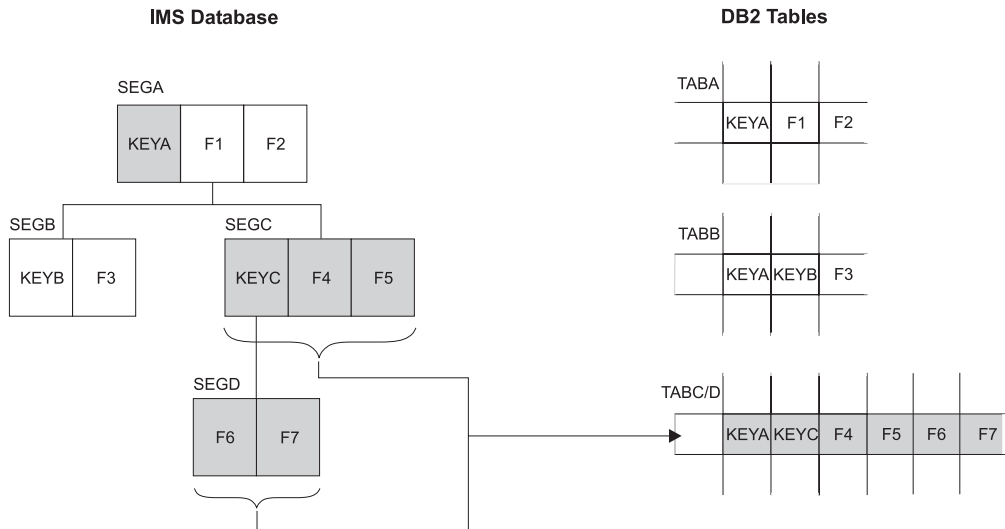 IMS Database
DB2 Tables
SEGA
KEYA F1 F2
SEGB
KEYB F3
SEGC
KEYC F4 F5
SEGD
F6 F7
TABA
KEYA F1 F2
TABB
KEYA KEYB F3
TABC/D
KEYA KEYC F4 F5 F6 F7